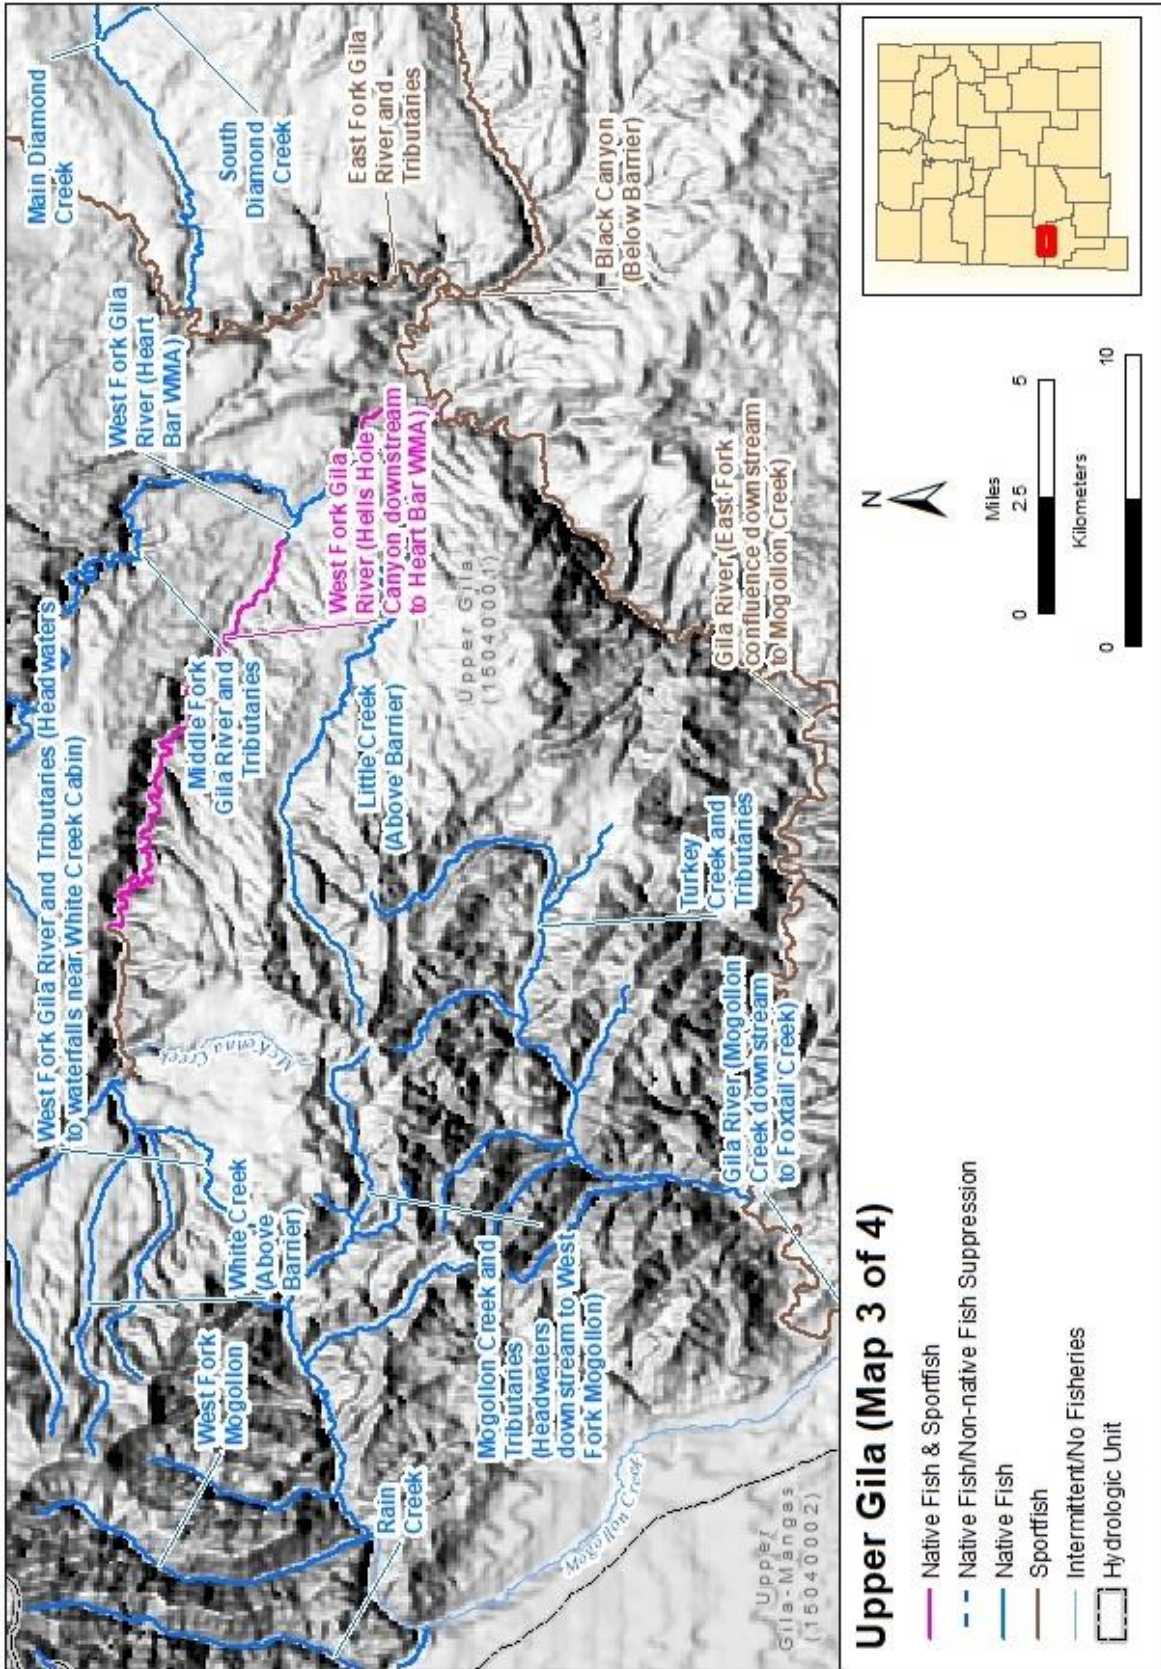 West Fork Gila River and Tributaries (Headwaters
to waterfalls near White Creek Cabin)
Main Diamond
Creek
West Fork Gila
River (Heart
Bar WMA)
South
Diamond
Creek
East Fork Gila
River and
Tributaries
Middle Fork
Gila River and
Tributaries
West Fork
Mogollon
White Creek
(Above
Barrier)
McKenna Creek
West Fork Gila
River (Hells Hole
Canyon downstream
to Heart Bar WMA)
Little Creek
(Above Barrier)
Rain
Creek
Upper Gila
(15040001)
Mogollon Creek and
Tributaries
(Headwaters
downstream to West
Fork Mogollon)
Black Canyon
(Below Barrier)
Mogollon Creek
Turkey
Creek and
Tributaries
Gila River (East Fork
confluence downstream
to Mogollon Creek)
Gila River (Mogollon
Creek downstream
to Foxtail Creek)
Upper
Gila-Mangas
(15040002)
Upper Gila (Map 3 of 4)
Native Fish & Sportfish
Native Fish/Non-native Fish Suppression
Native Fish
Sportfish
Intermittent/No Fisheries
Hydrologic Unit
N
Miles
0 2.5 5
Kilometers
0 10